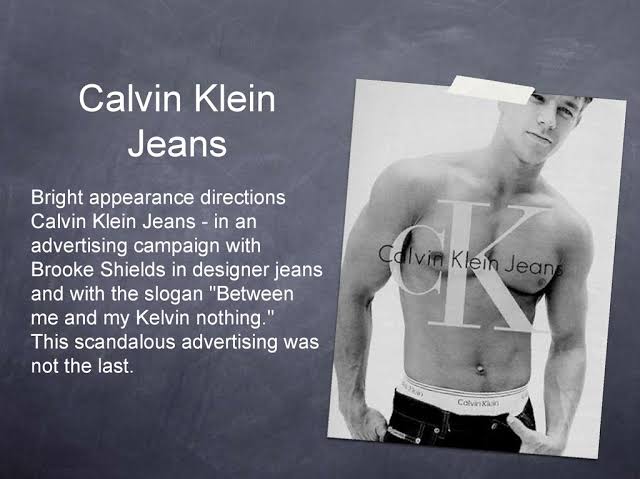 Calvin Klein
Jeans
Bright appearance directions
Calvin Klein Jeans - in an
advertising campaign with
Brooke Shields in designer jeans
and with the slogan "Between
me and my Kelvin nothing."
This scandalous advertising was
not the last.
cK
Calvin Klein Jeans
Calvin Klein